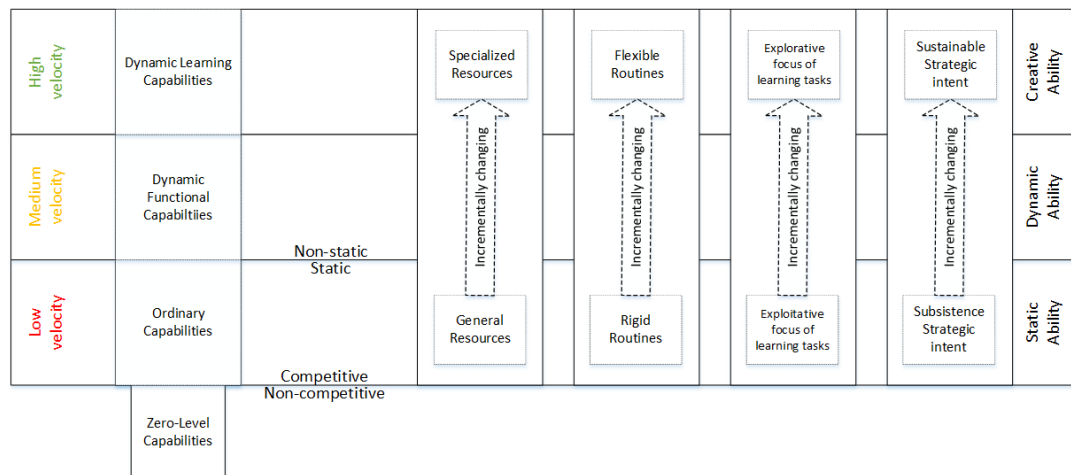 High
velocity
Dynamic Learning
Capabilities
Specialized
Resources
Flexible
Routines
Explorative
focus of
learning tasks
Sustainable
Strategic
intent
Creative
Ability
Medium
velocity
Dynamic
Functional
Capabiltiies
Non-static
Static
Incrementally changing
Incrementally changing
Incrementally changing
Incrementally changing
Dynamic
Ability
Low
velocity
Ordinary
Capabilities
General
Resources
Rigid
Routines
Exploitative
focus of
learning tasks
Subsistence
Strategic
intent
Static
Ability
Competitive
Non-competitive
Zero-Level
Capabilities